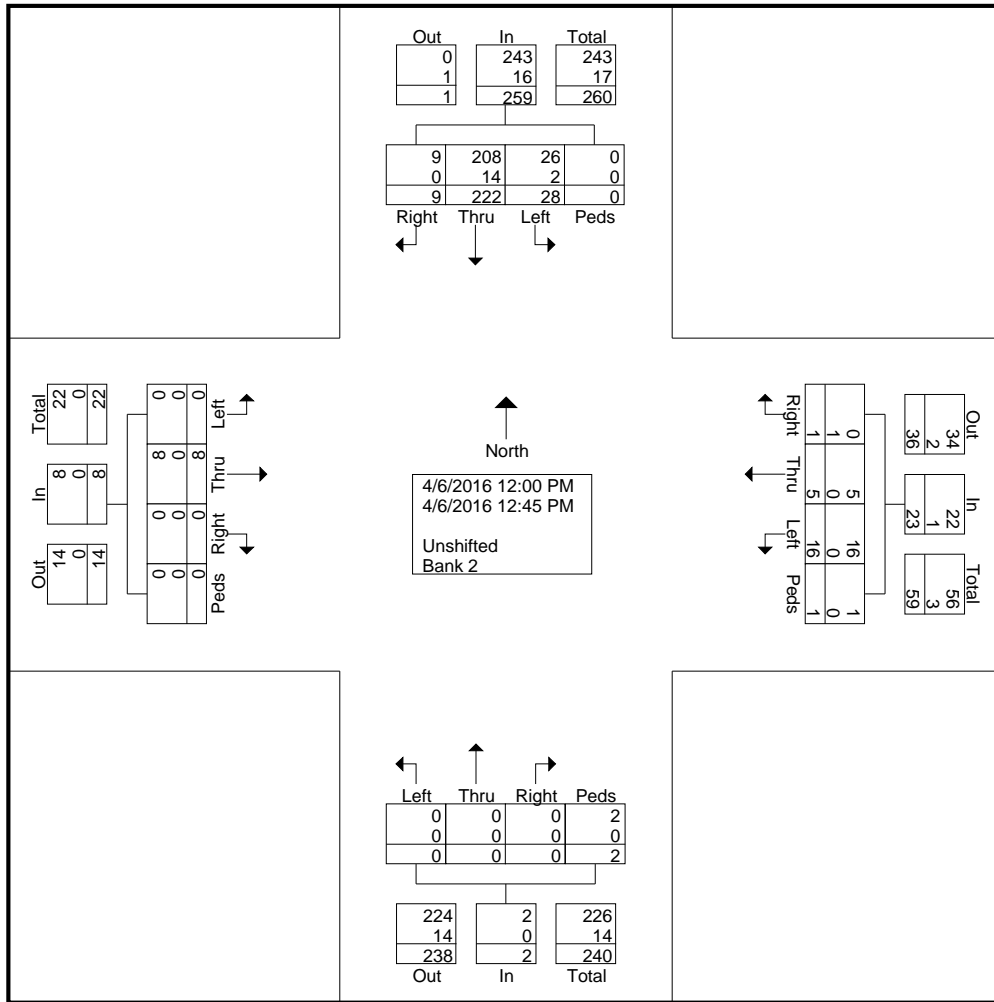 Out In Total
0 243 243
1 16 17
1 259 260
9 208 26 0
0 14 2 0
9 222 28 0
Right Thru Left Peds
Total
22
0
22
In
8
0
8
Out
14
0
14
0 0 0
8 0 8
0 0 0
0 0 0
Left
Thru
Right
Peds
North
4/6/2016 12:00 PM
4/6/2016 12:45 PM
Unshifted
Bank 2
Right
Thru
Left
Peds
0 1 1
5 0 5
16 0 16
1 0 1
Out
34
2
36
In
22
1
23
Total
56
3
59
Left Thru Right Peds
0 0 0 2
0 0 0 0
0 0 0 2
224 2 226
14 0 14
238 2 240
Out In Total